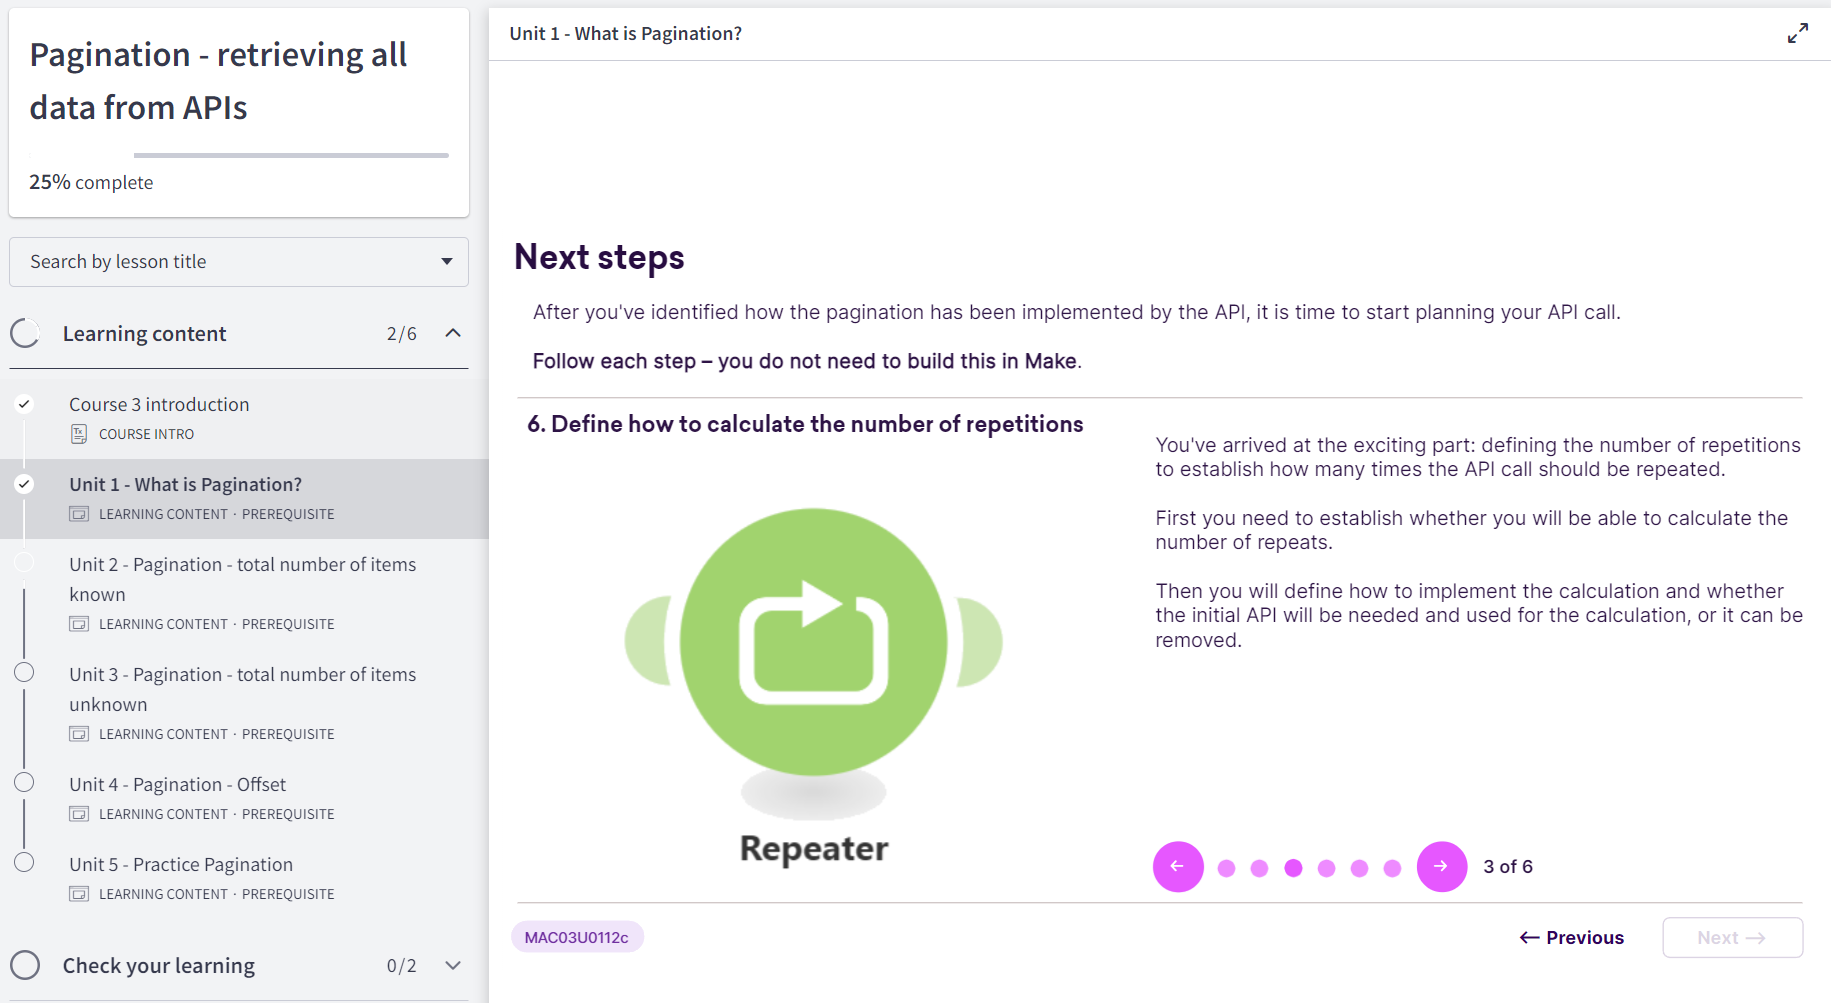 Pagination - retrieving all
data from APIs
25% complete
Search by lesson title
Learning content
2/6
Course 3 introduction
COURSE INTRO
Unit 1 - What is Pagination?
LEARNING CONTENT · PREREQUISITE
Unit 2 - Pagination - total number of items
known
LEARNING CONTENT · PREREQUISITE
Unit 3 - Pagination - total number of items
unknown
LEARNING CONTENT · PREREQUISITE
Unit 4 - Pagination - Offset
LEARNING CONTENT · PREREQUISITE
Unit 5 - Practice Pagination
LEARNING CONTENT · PREREQUISITE
Check your learning
0/2
Unit 1 - What is Pagination?
Next steps
After you've identified how the pagination has been implemented by the API, it is time to start planning your API call.
Follow each step – you do not need to build this in Make.
6. Define how to calculate the number of repetitions
Repeater
You've arrived at the exciting part: defining the number of repetitions
to establish how many times the API call should be repeated.
First you need to establish whether you will be able to calculate the
number of repeats.
Then you will define how to implement the calculation and whether
the initial API will be needed and used for the calculation, or it can be
removed.
3 of 6
MAC03U0112c
← Previous
Next →